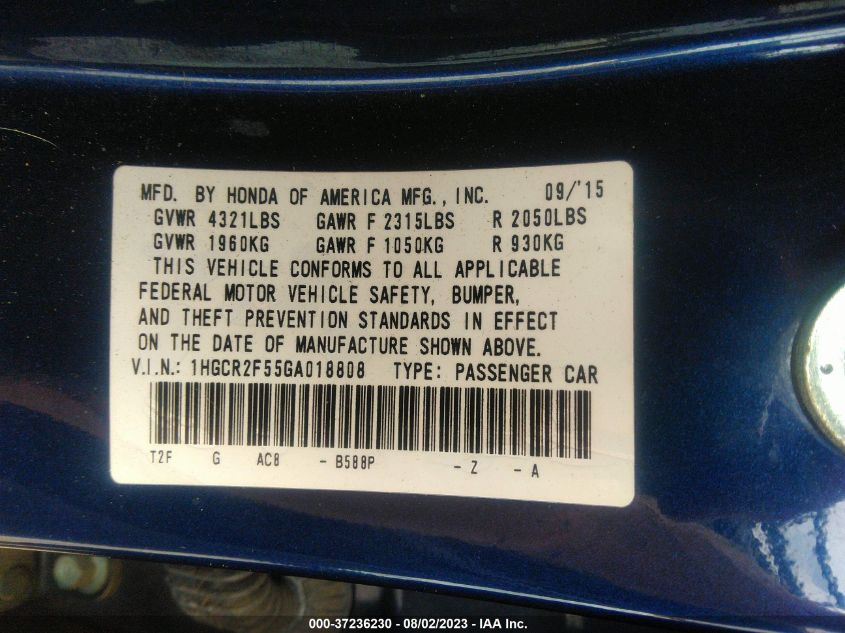 MFD. BY HONDA OF AMERICA MFG., INC. 09/'15
GVWR 4321LBS GAWR F 2315LBS R 2050LBS
GVWR 1960KG GAWR F 1050KG R 930KG
THIS VEHICLE CONFORMS TO ALL APPLICABLE
FEDERAL MOTOR VEHICLE SAFETY, BUMPER,
AND THEFT PREVENTION STANDARDS IN EFFECT
ON THE DATE OF MANUFACTURE SHOWN ABOVE.
V.I.N.: 1HGCR2F55GA018808 TYPE: PASSENGER CAR
T2F G AC8 - B588P - Z - A
000-37236230 - 08/02/2023 - IAA Inc.